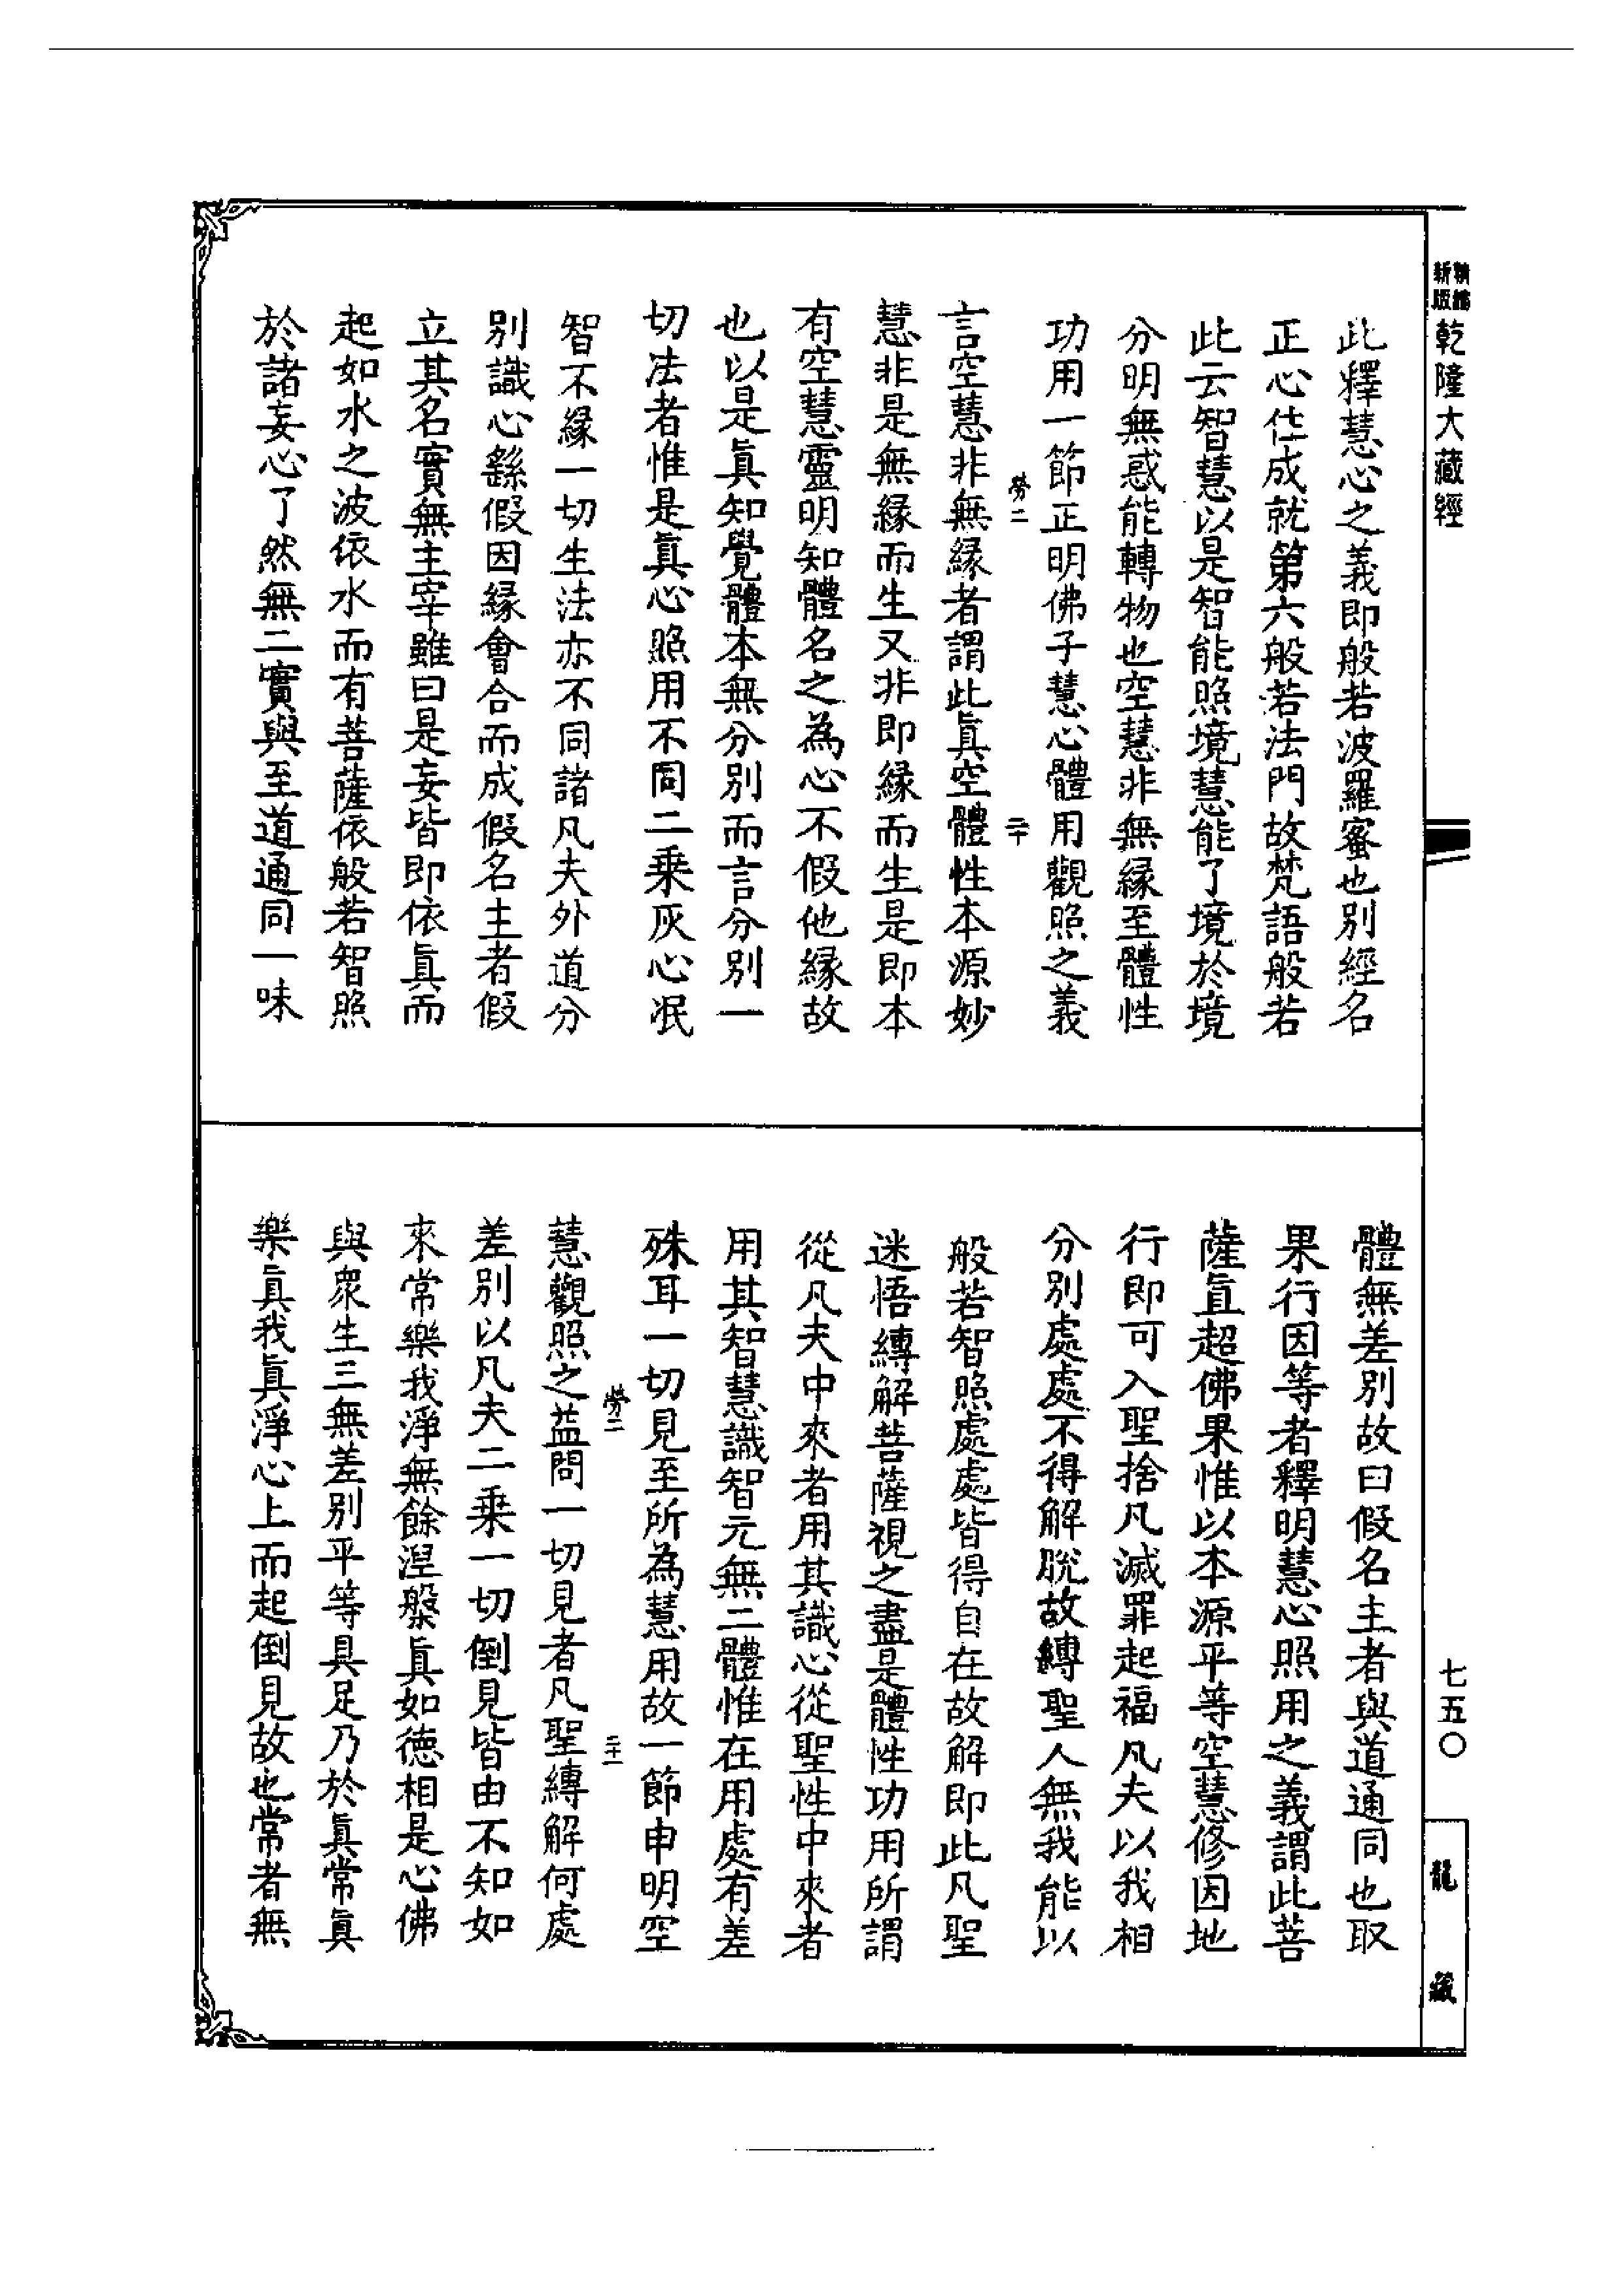 精縮
新版
乾隆大藏經
此釋慧心之義即般若波羅蜜也別經名
正心住成就第六般若法門故梵語般若
此云智慧以是智能照境慧能了境於境
分明無惑能轉物也空慧非無緣至體性
功用一節正明佛子慧心體用觀照之義
勞二
二十
言空慧非無緣者謂此眞空體性本源妙
慧非是無緣而生又非即緣而生是即本
有空慧靈明知體名之為心不假他緣故
也以是眞知覺體本無分別而言分別一
切法者惟是眞心照用不同二乘灰心泯
智不緣一切生法亦不同諸凡夫外道分
別識心繇假因緣會合而成假名主者假
立其名實無主宰雖曰是妄皆即依眞而
起如水之波依水而有菩薩依般若智照
於諸妄心了然無二實與至道通同一味
體無差別故曰假名主者與道通同也取
果行因等者釋明慧心照用之義謂此菩
薩直超佛果惟以本源平等空慧修因地
行即可入聖捨凡滅罪起福凡夫以我相
分別處處不得解脫故縛聖人無我能以
般若智照處處皆得自在故解即此凡聖
迷悟縛解菩薩視之盡是體性功用所謂
從凡夫中來者用其識心從聖性中來者
用其智慧識智元無二體惟在用處有差
殊耳一切見至所為慧用故一節申明空
勞二
二十一
慧觀照之益問一切見者凡聖縛解何處
差別以凡夫二乘一切倒見皆由不知如
來常樂我淨無餘涅槃眞如德相是心佛
與衆生三無差別平等具足乃於眞常眞
樂眞我眞淨心上而起倒見故也常者無
七五〇
龍藏